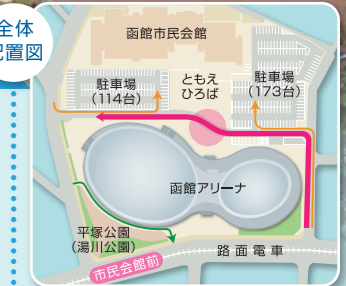 全体
配置図
函館市民会館
駐車場
(114台)
ともえ
ひろば
駐車場
(173台)
函館アリーナ
平塚公園
(湯川公園)
路面電車
市民会館前